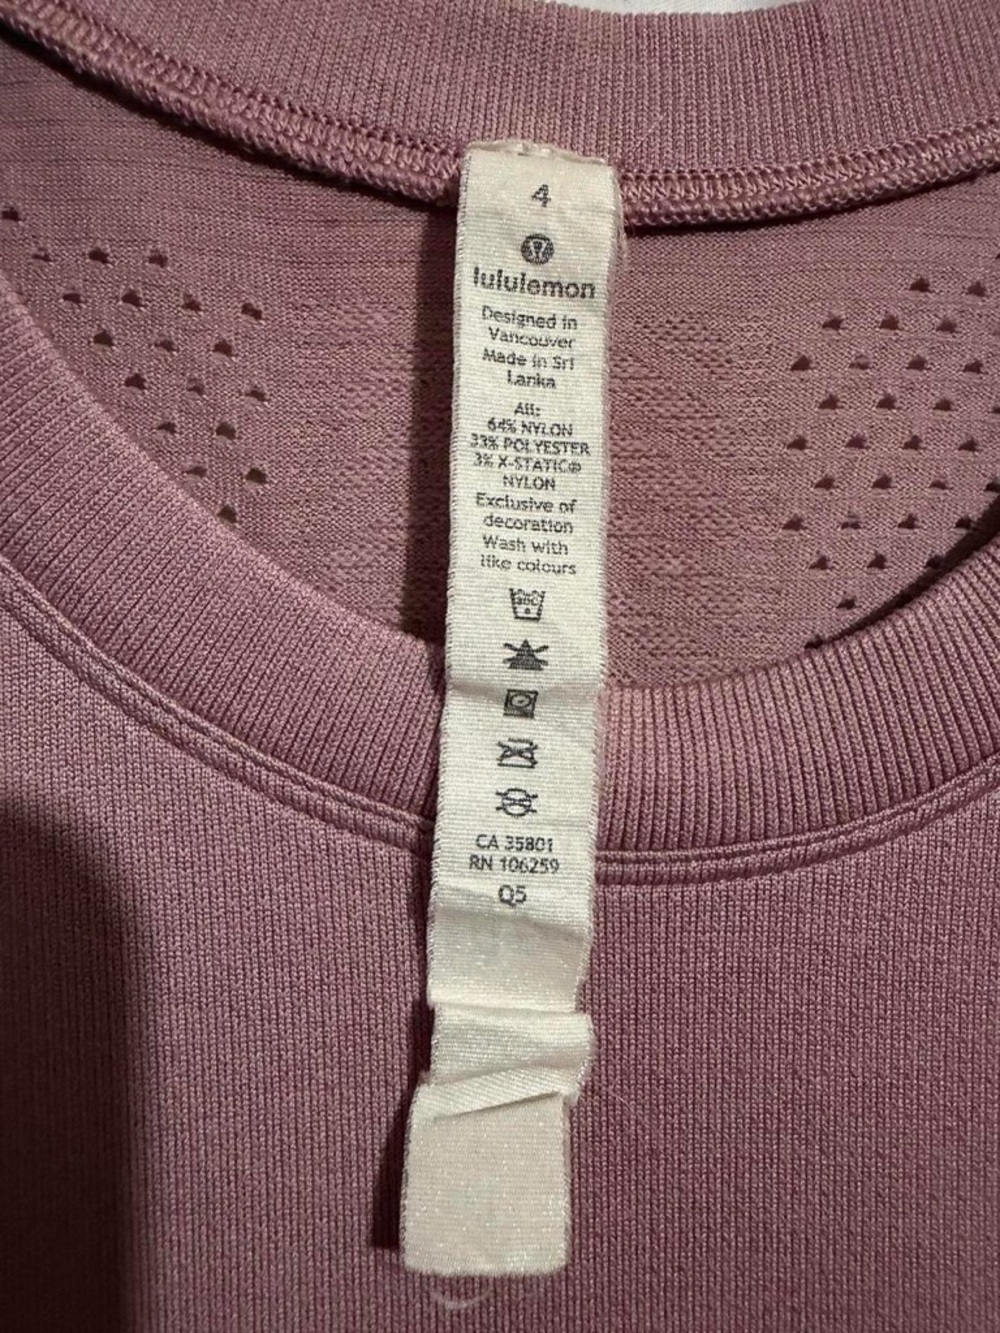 4
lululemon
Designed in
Vancouver
Made in Sri
Lanka
All:
64% NYLON
33% POLYESTER
3% X-STATIC®
NYLON
Exclusive of
decoration
Wash with
like colours
30C
CA 35801
RN 106259
Q5